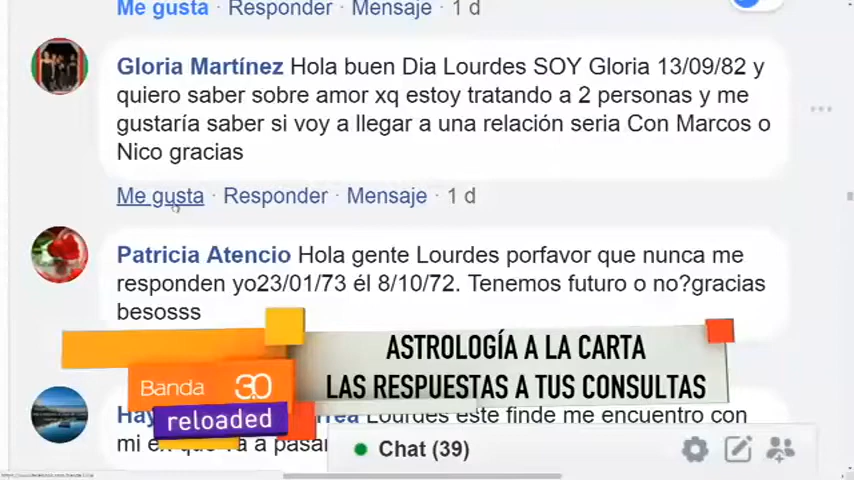 Me gusta · Responder · Mensaje · 1 d
Gloria Martínez Hola buen Dia Lourdes SOY Gloria 13/09/82 y
quiero saber sobre amor xq estoy tratando a 2 personas y me
gustaría saber si voy a llegar a una relación seria Con Marcos o
Nico gracias
Me gusta · Responder · Mensaje · 1 d
Patricia Atencio Hola gente Lourdes porfavor que nunca me
responden yo23/01/73 él 8/10/72. Tenemos futuro o no?gracias
besosss
ASTROLOGÍA A LA CARTA
LAS RESPUESTAS A TUS CONSULTAS
Banda 3.0
reloaded
Lourdes este finde me encuentro con
mi ex que va a pasar
Chat (39)